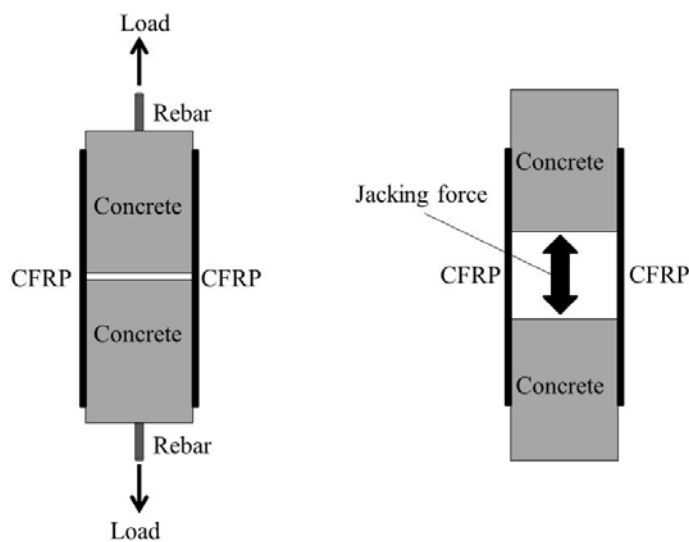 Load
Rebar
Concrete
CFRP
CFRP
Concrete
Rebar
Load
Concrete
Jacking force
CFRP
CFRP
Concrete